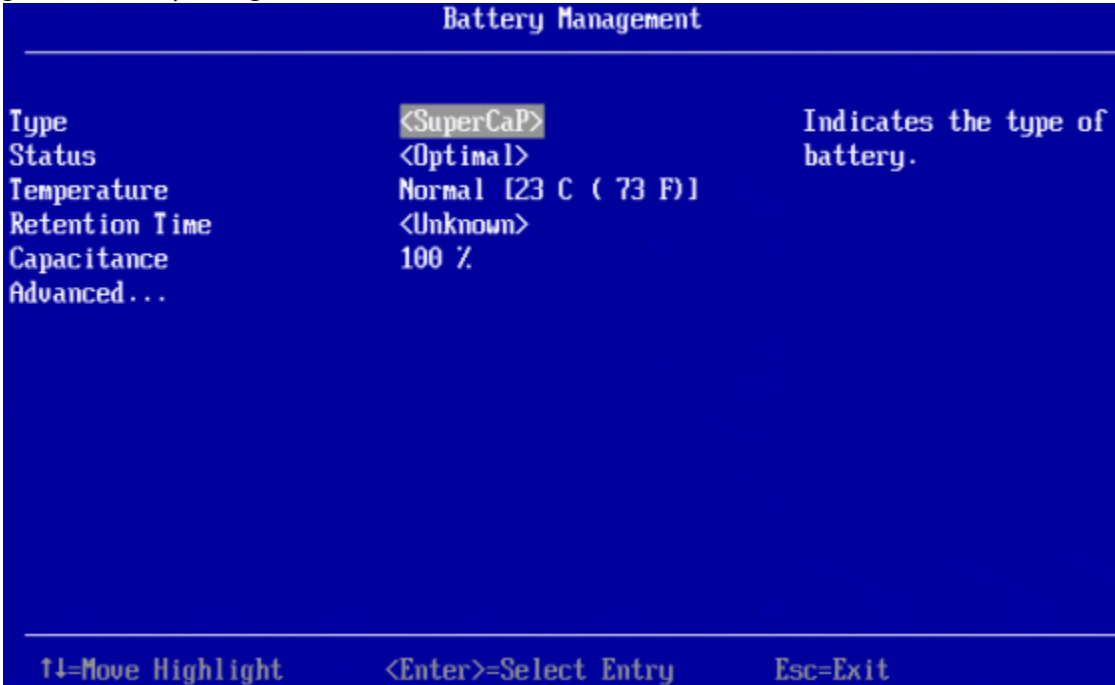 Battery Management
Type <SuperCaP> Indicates the type of
Status <Optimal> battery.
Temperature Normal [23 C ( 73 F)]
Retention Time <Unknown>
Capacitance 100 %
Advanced...
↑↓=Move Highlight <Enter>=Select Entry Esc=Exit